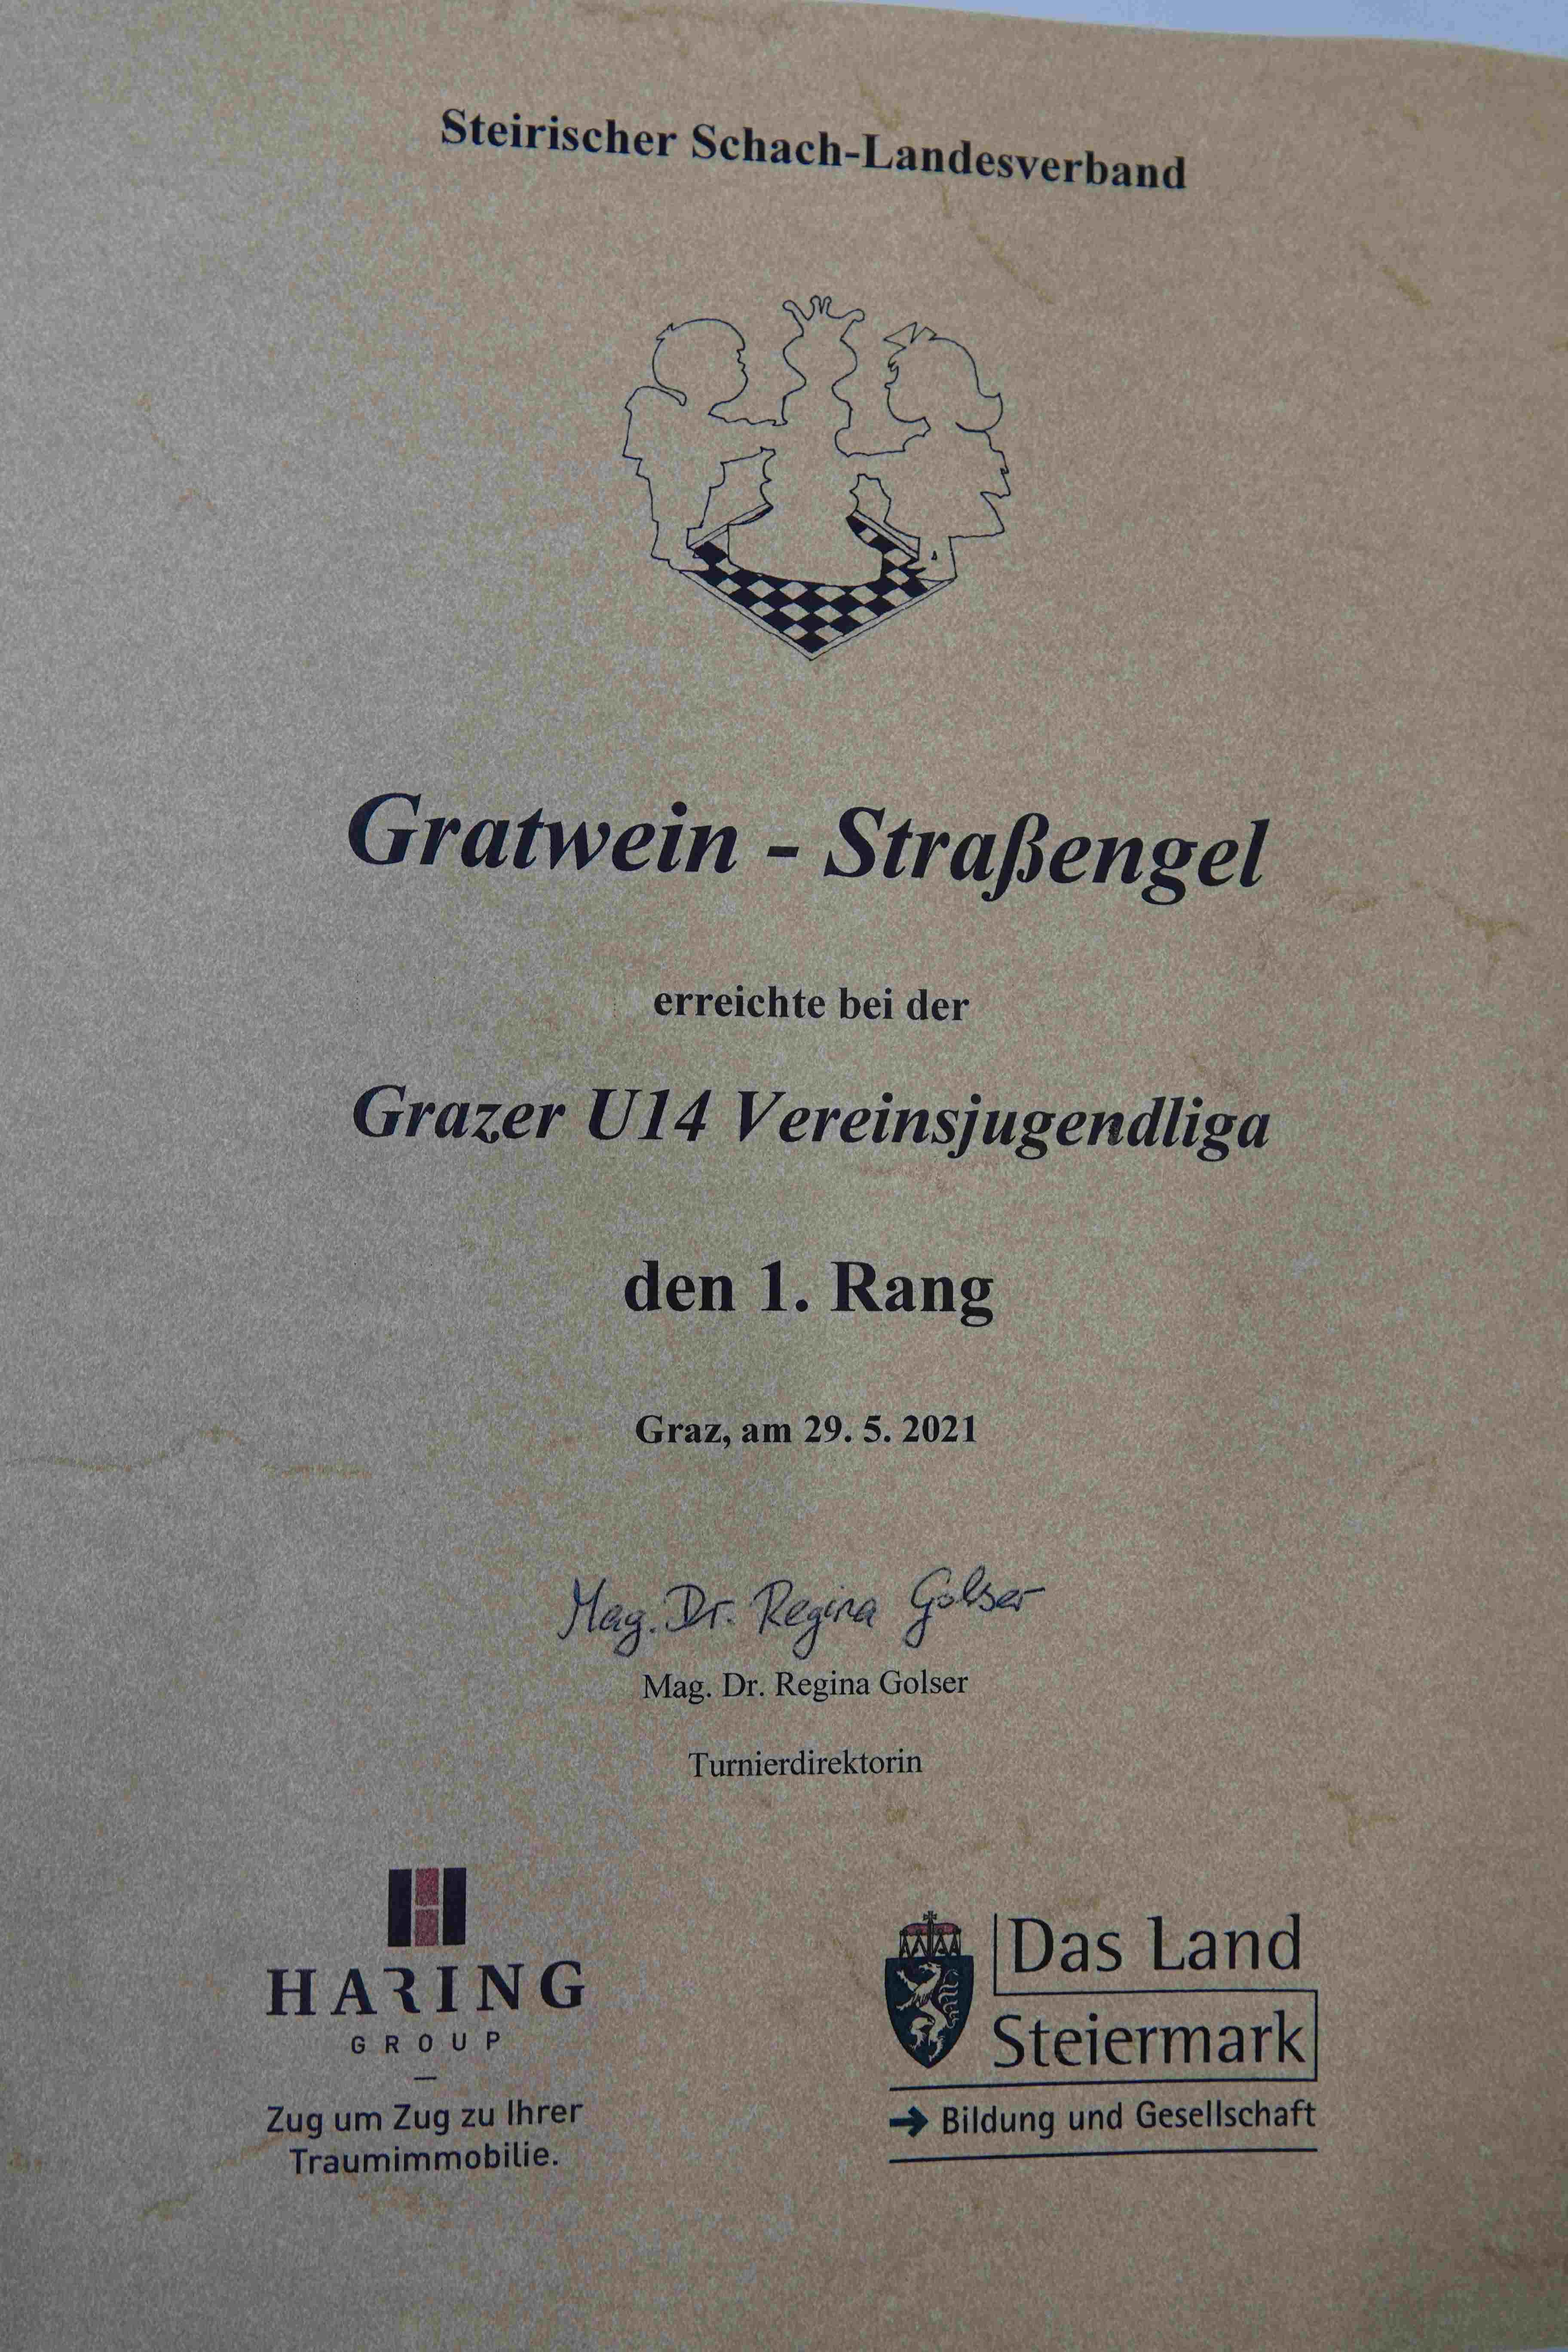 Steirischer Schach-Landesverband
Gratwein - Straßengel
erreichte bei der
Grazer U14 Vereinsjugendliga
den 1. Rang
Graz, am 29. 5. 2021
Mag. Dr. Regina Golser
Mag. Dr. Regina Golser
Turnierdirektorin
HARING
GROUP
Zug um Zug zu Ihrer
Traumimmobilie.
Das Land
Steiermark
→ Bildung und Gesellschaft